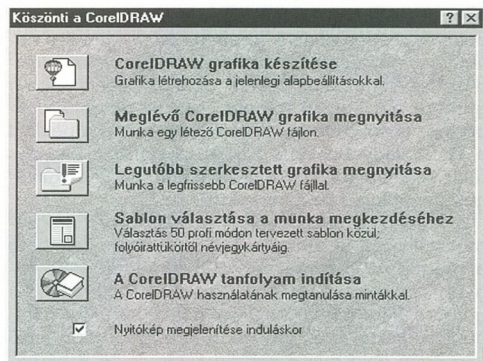 Köszönti a CorelDRAW
CorelDRAW grafika készítése
Grafika létrehozása a jelenlegi alapbeállításokkal.
Meglévő CorelDRAW grafika megnyitása
Munka egy létező CorelDRAW fájlon.
Legutóbb szerkesztett grafika megnyitása
Munka a legfrissebb CorelDRAW fájllal.
Sablon választása a munka megkezdéséhez
Választás 50 profi módon tervezett sablon közül;
folyóirattükörtől névjegykártyáig.
A CorelDRAW tanfolyam indítása
A CorelDRAW használatának megtanulása mintákkal.
Nyitókép megjelenítése induláskor